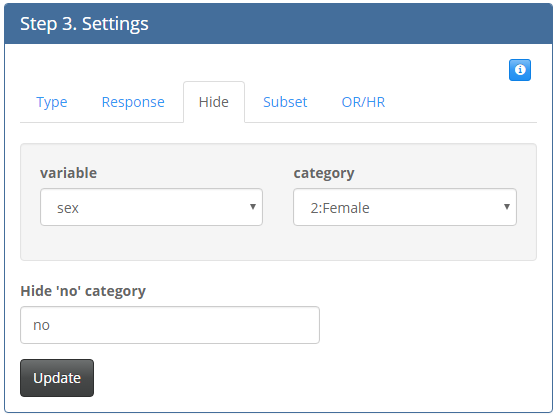 Step 3. Settings
Type Response Hide Subset OR/HR
variable category
sex 2:Female
Hide 'no' category
no
Update